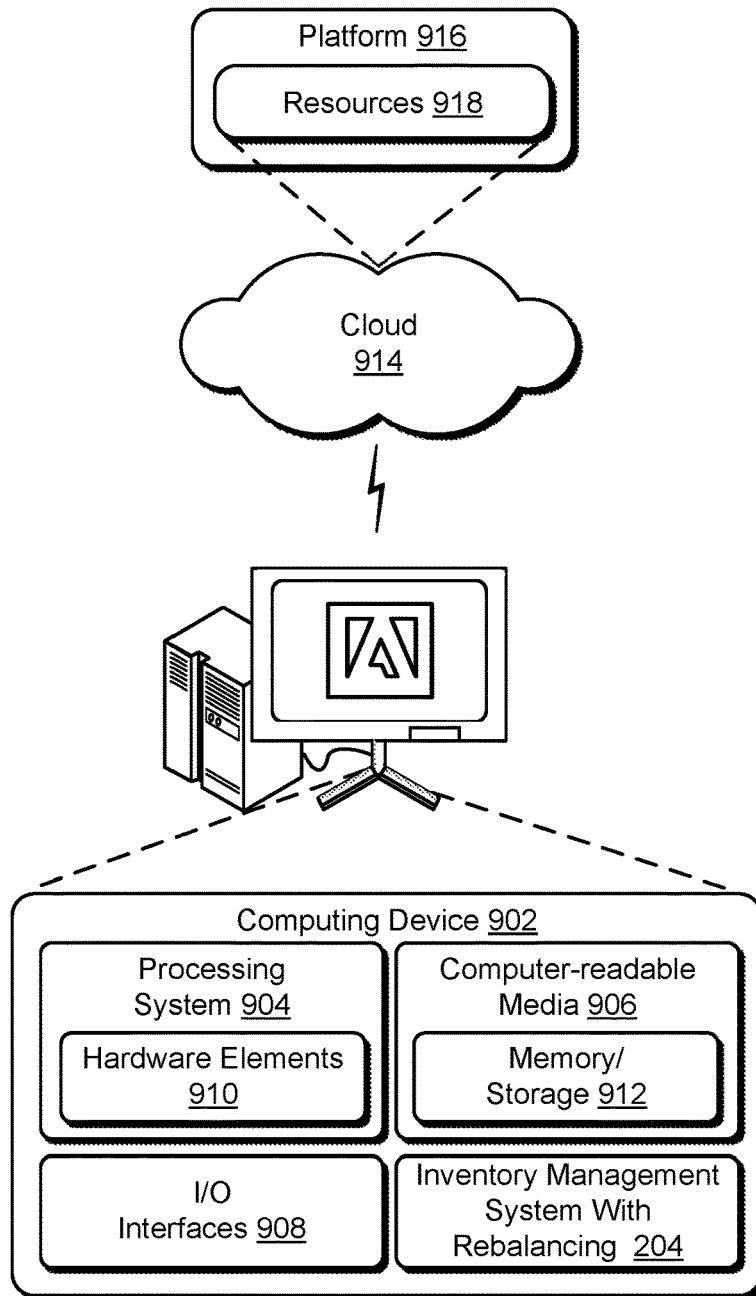 Platform 916
Resources 918
Cloud
914
Computing Device 902
Processing
System 904
Hardware Elements
910
Computer-readable
Media 906
Memory/
Storage 912
I/O
Interfaces 908
Inventory Management
System With
Rebalancing 204